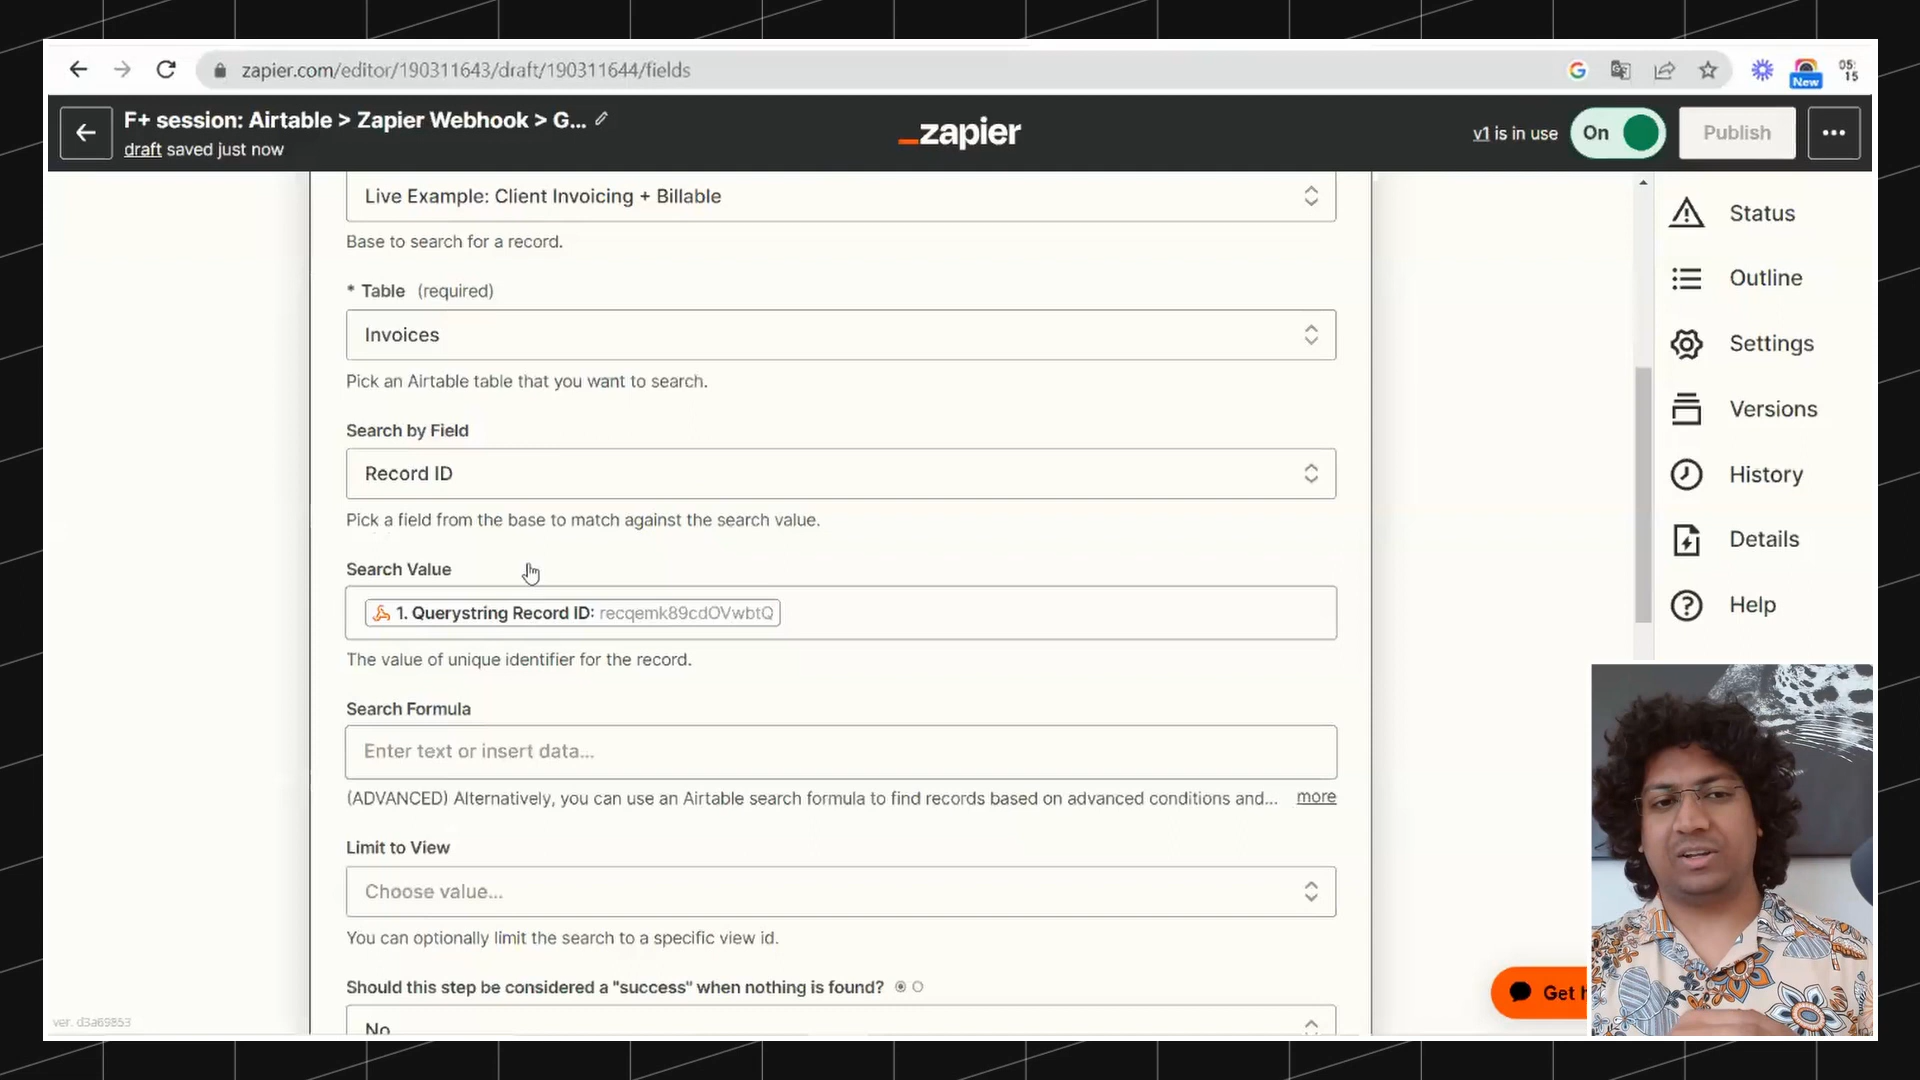 zapier.com/editor/190311643/draft/190311644/fields
New
05:
15
F+ session: Airtable > Zapier Webhook > G...
draft saved just now
_zapier
v1 is in use
On
Publish
Live Example: Client Invoicing + Billable
Base to search for a record.
* Table (required)
Invoices
Pick an Airtable table that you want to search.
Search by Field
Record ID
Pick a field from the base to match against the search value.
Search Value
1. Querystring Record ID: recqemk89cdOVwbtQ
The value of unique identifier for the record.
Search Formula
Enter text or insert data...
(ADVANCED) Alternatively, you can use an Airtable search formula to find records based on advanced conditions and... more
Limit to View
Choose value...
You can optionally limit the search to a specific view id.
Should this step be considered a "success" when nothing is found?
No
Status
Outline
Settings
Versions
History
Details
Help
Get
ver. d3a69853